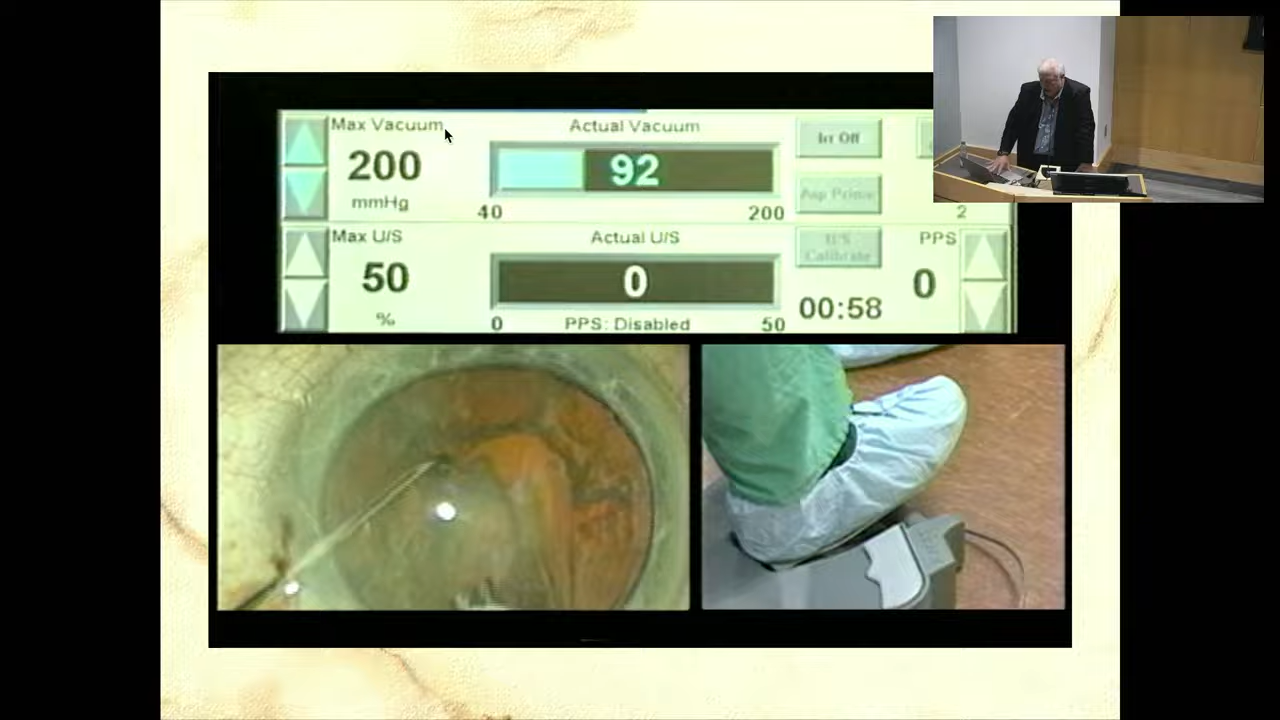 Max Vacuum
200
mmHg
Actual Vacuum
92
40
200
Irr Off
Asp Prime
2
Max U/S
50
%
Actual U/S
0
0
PPS: Disabled
50
U/S
Calibrate
00:58
PPS
0